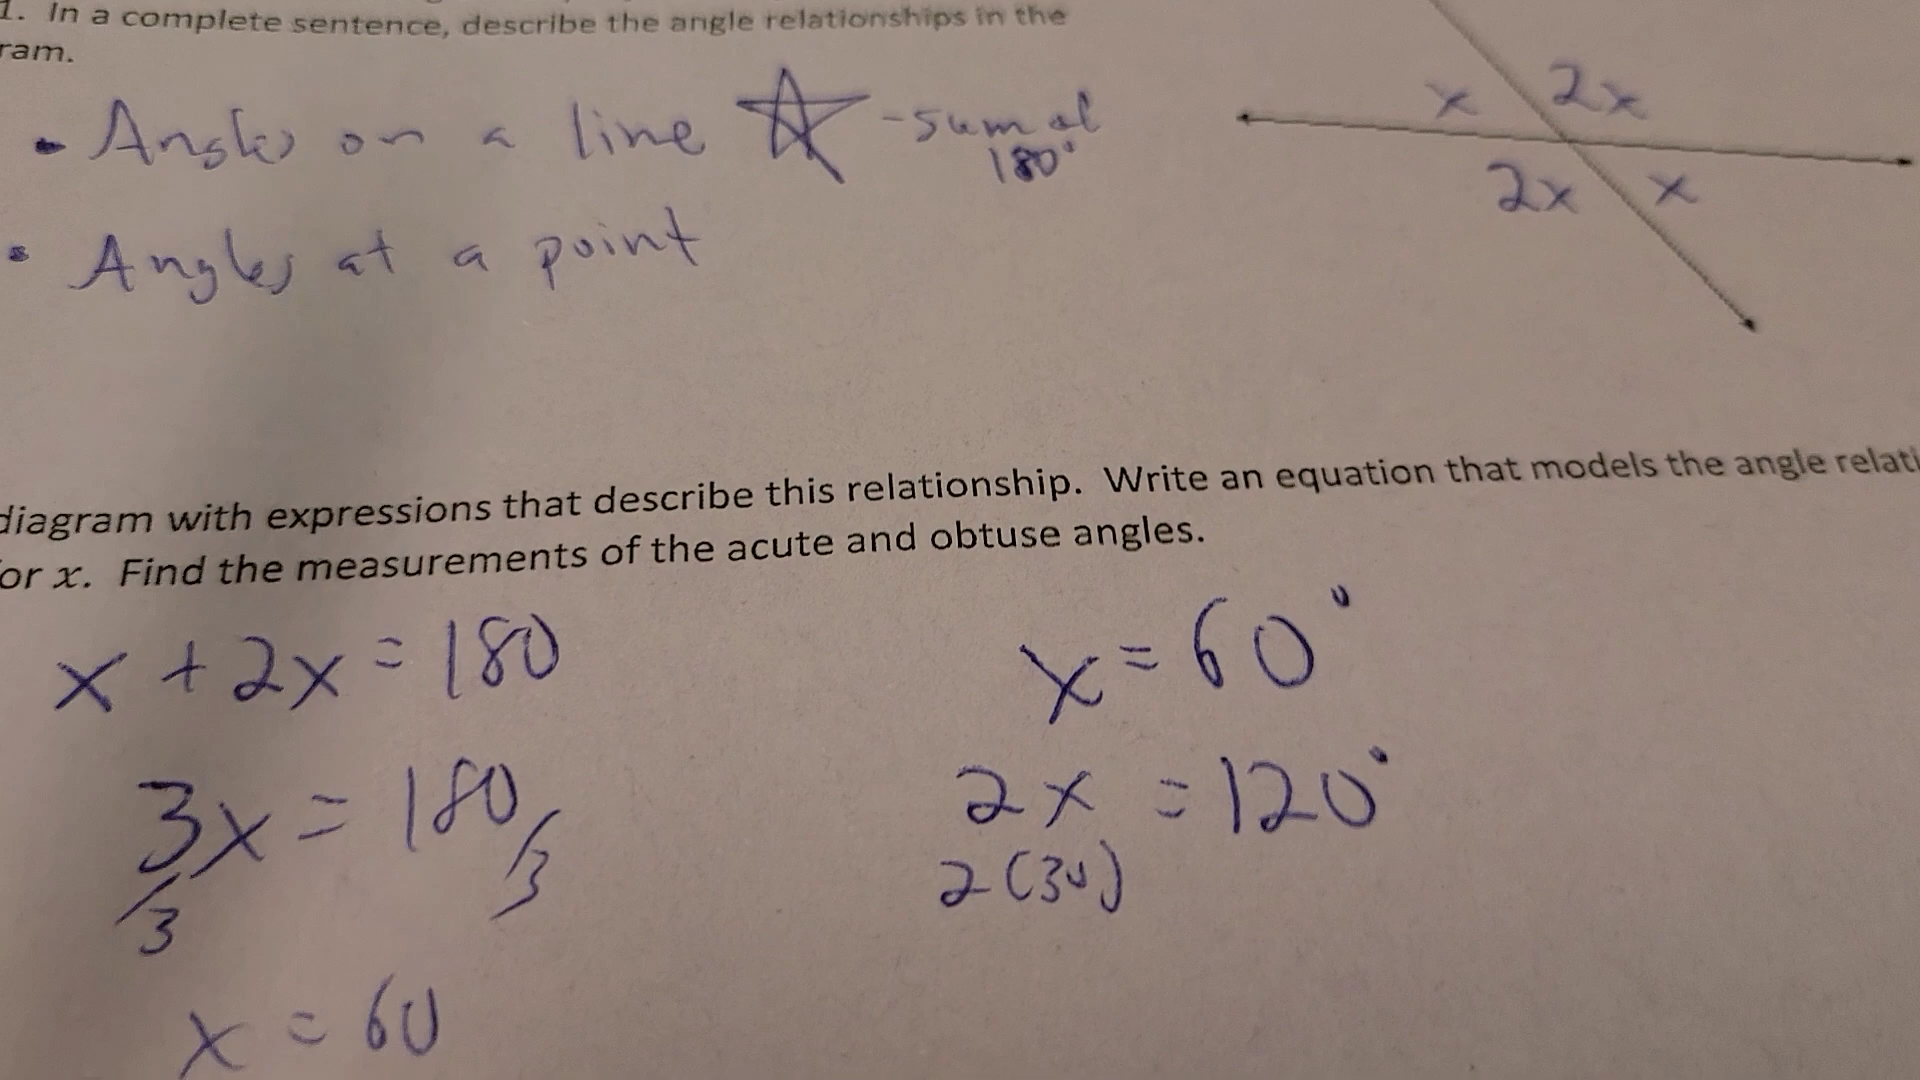 1. In a complete sentence, describe the angle relationships in the
ram.
• Angles on a line ☆ - sum of
180°
• Angles at a point
x 2x
2x x
diagram with expressions that describe this relationship. Write an equation that models the angle relati
or x. Find the measurements of the acute and obtuse angles.
x + 2x = 180
3x = 180
/3 /3
x = 60
x = 60°
2x = 120°
2(30)